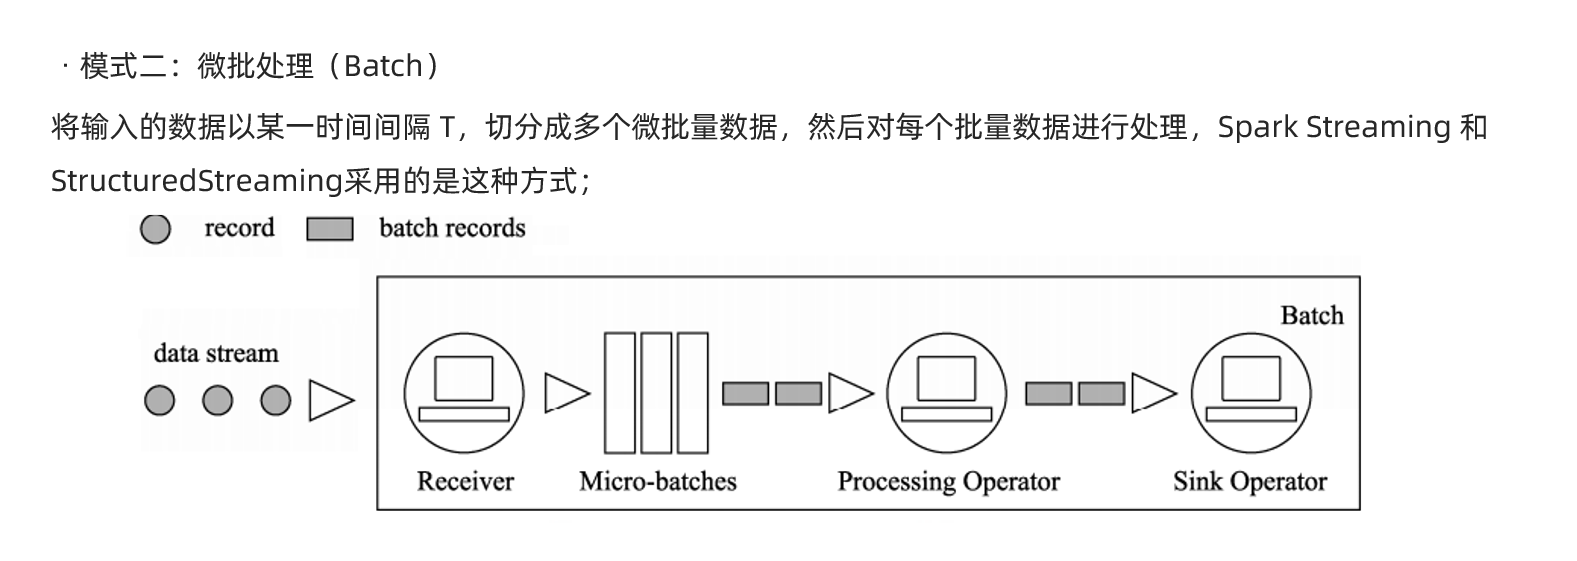 · 模式二：微批处理（Batch）
将输入的数据以某一时间间隔 T，切分成多个微批量数据，然后对每个批量数据进行处理，Spark Streaming 和
StructuredStreaming采用的是这种方式；
record batch records
Batch
data stream
Receiver Micro-batches Processing Operator Sink Operator